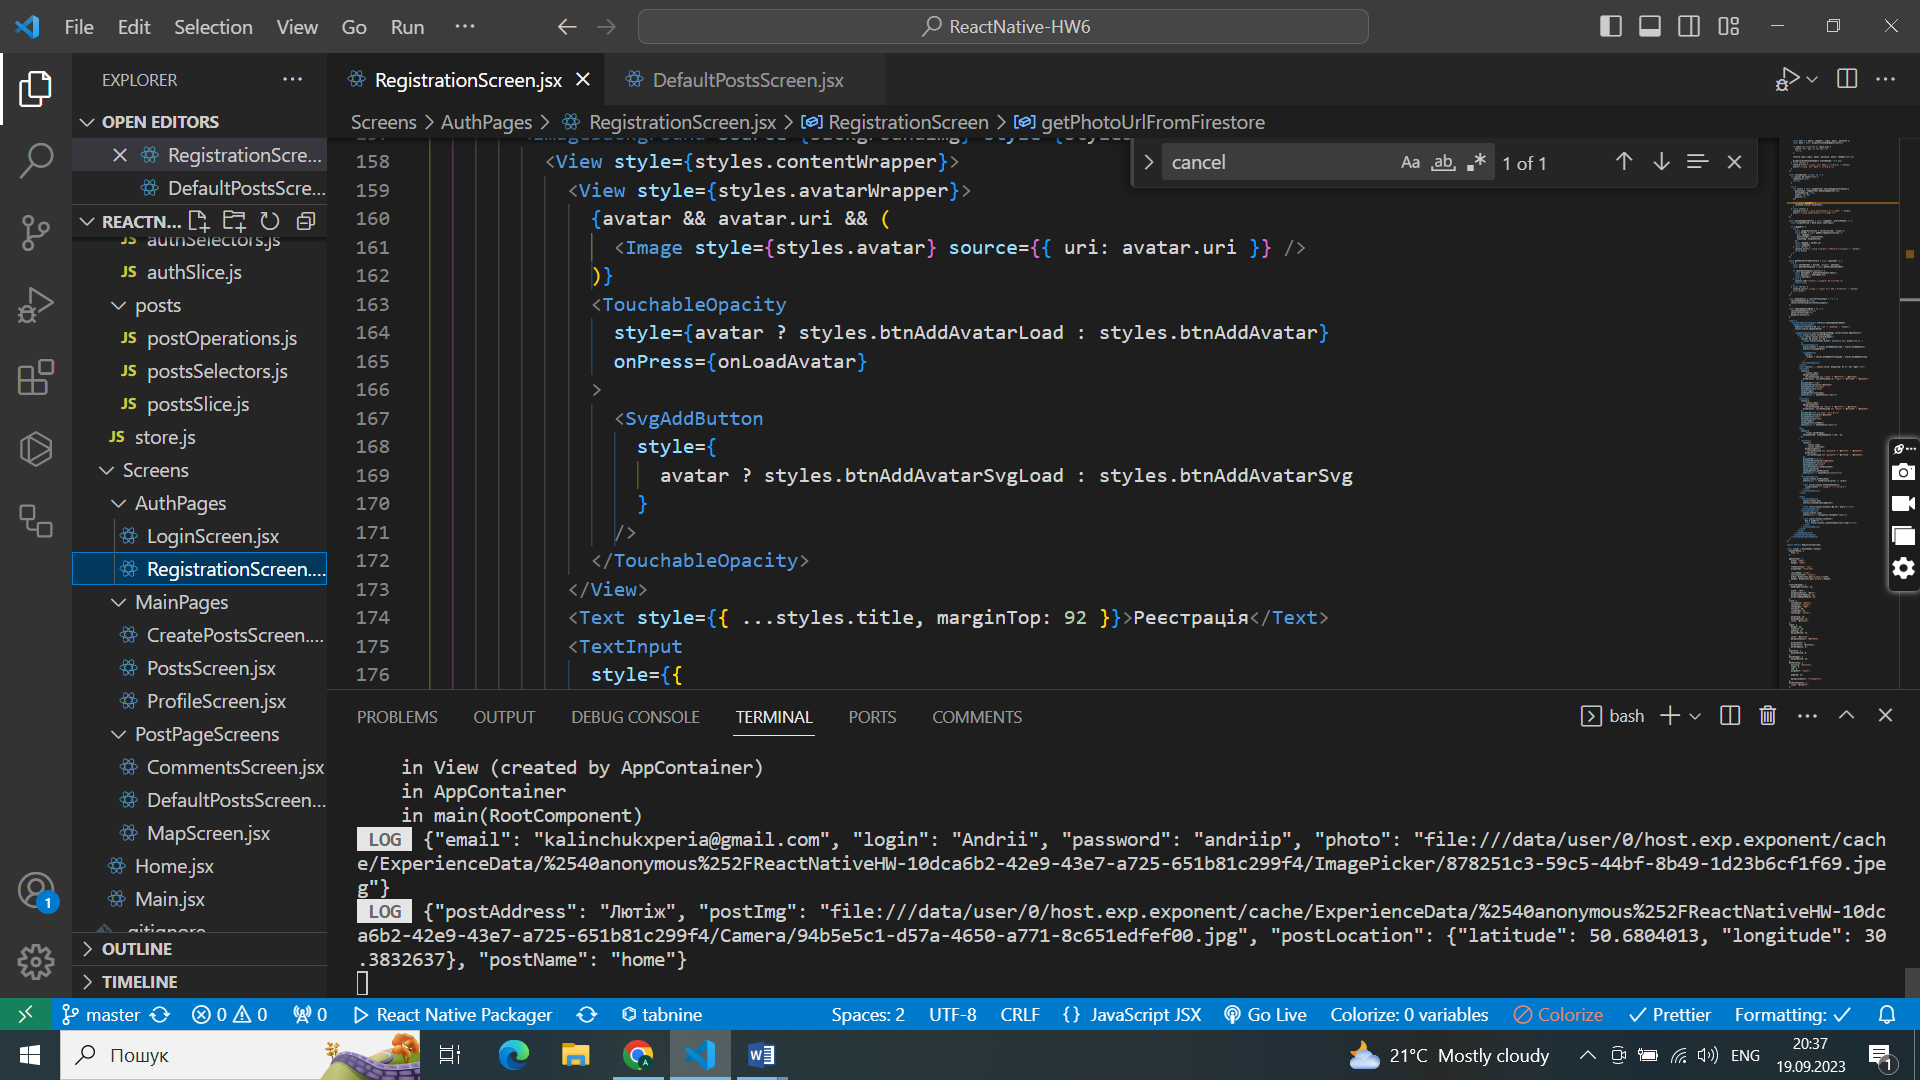 File Edit Selection View Go Run ··· ReactNative-HW6
EXPLORER
RegistrationScreen.jsx DefaultPostsScreen.jsx
OPEN EDITORS
RegistrationScre...
DefaultPostsScre...
REACTN...
authSelectors.js
JS authSlice.js
posts
JS postOperations.js
JS postsSelectors.js
JS postsSlice.js
JS store.js
Screens
AuthPages
LoginScreen.jsx
RegistrationScreen....
MainPages
CreatePostsScreen....
PostsScreen.jsx
ProfileScreen.jsx
PostPageScreens
CommentsScreen.jsx
DefaultPostsScreen...
MapScreen.jsx
Home.jsx
Main.jsx
.gitignore
OUTLINE
TIMELINE
Screens > AuthPages > RegistrationScreen.jsx > RegistrationScreen > getPhotoUrlFromFirestore
cancel Aa ab 1 of 1
158 <View style={styles.contentWrapper}>
159 <View style={styles.avatarWrapper}>
160 {avatar && avatar.uri && (
161 <Image style={styles.avatar} source={{ uri: avatar.uri }} />
162 )}
163 <TouchableOpacity
164 style={avatar ? styles.btnAddAvatarLoad : styles.btnAddAvatar}
165 onPress={onLoadAvatar}
166 >
167 <SvgAddButton
168 style={
169 avatar ? styles.btnAddAvatarSvgLoad : styles.btnAddAvatarSvg
170 }
171 />
172 </TouchableOpacity>
173 </View>
174 <Text style={{ ...styles.title, marginTop: 92 }}>Реєстрація</Text>
175 <TextInput
176 style={{
PROBLEMS OUTPUT DEBUG CONSOLE TERMINAL PORTS COMMENTS bash
in View (created by AppContainer)
in AppContainer
in main(RootComponent)
LOG {"email": "kalinchukxperia@gmail.com", "login": "Andrii", "password": "andriip", "photo": "file:///data/user/0/host.exp.exponent/cach
e/ExperienceData/%2540anonymous%252FReactNativeHW-10dca6b2-42e9-43e7-a725-651b81c299f4/ImagePicker/878251c3-59c5-44bf-8b49-1d23b6cf1f69.jpe
g"}
LOG {"postAddress": "Лютіж", "postImg": "file:///data/user/0/host.exp.exponent/cache/ExperienceData/%2540anonymous%252FReactNativeHW-10dc
a6b2-42e9-43e7-a725-651b81c299f4/Camera/94b5e5c1-d57a-4650-a771-8c651edfef00.jpg", "postLocation": {"latitude": 50.6804013, "longitude": 30
.3832637}, "postName": "home"}
master 0 0 0 React Native Packager tabnine Spaces: 2 UTF-8 CRLF {} JavaScript JSX Go Live Colorize: 0 variables Colorize Prettier Formatting:
Пошук 21°C Mostly cloudy ENG 20:37
19.09.2023
1